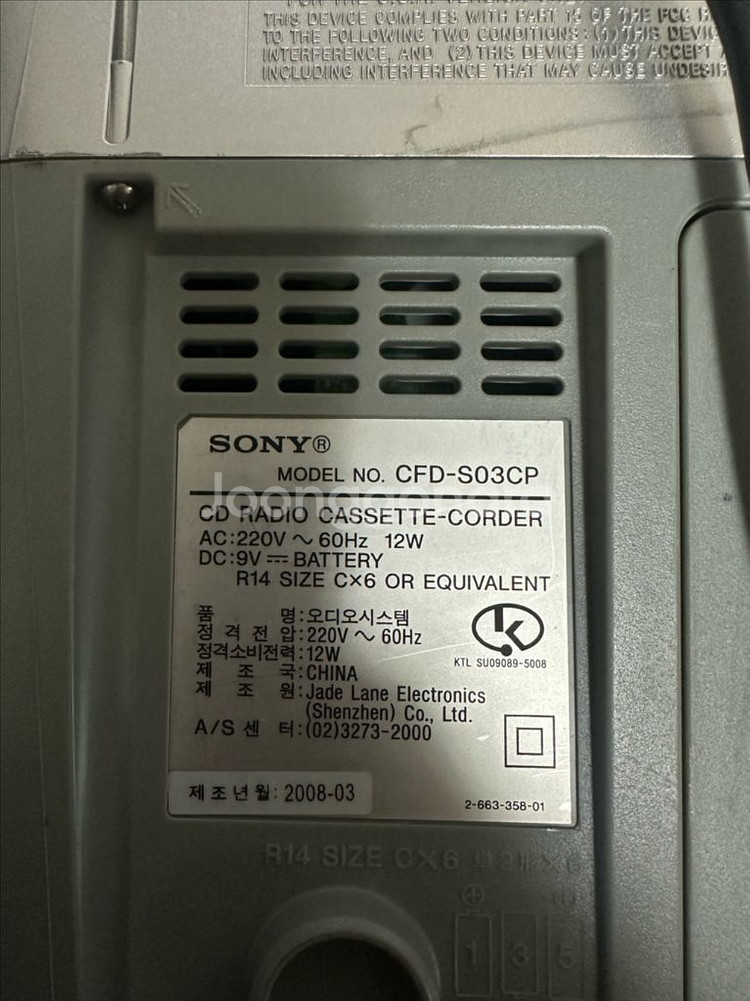 THIS DEVICE COMPLIES WITH PART 15 OF THE FCC
TO THE FOLLOWING TWO CONDITIONS: (1) THIS
INTERFERENCE, AND (2) THIS DEVICE MUST ACCEPT
INCLUDING INTERFERENCE THAT MAY CAUSE
SONY®
MODEL NO. CFD-S03CP
CD RADIO CASSETTE-CORDER
AC:220V ～ 60Hz 12W
DC:9V ⎓ BATTERY
R14 SIZE C×6 OR EQUIVALENT
품 명:오디오시스템
정격전압:220V ～ 60Hz
정격소비전력:12W
제 조 국:CHINA
제 조 원:Jade Lane Electronics
(Shenzhen) Co., Ltd.
A/S 센 터:(02)3273-2000
KTL SU09089-5008
제조년월: 2008-03
2-663-358-01
R14 SIZE C×6 単2形×6
1 3 5